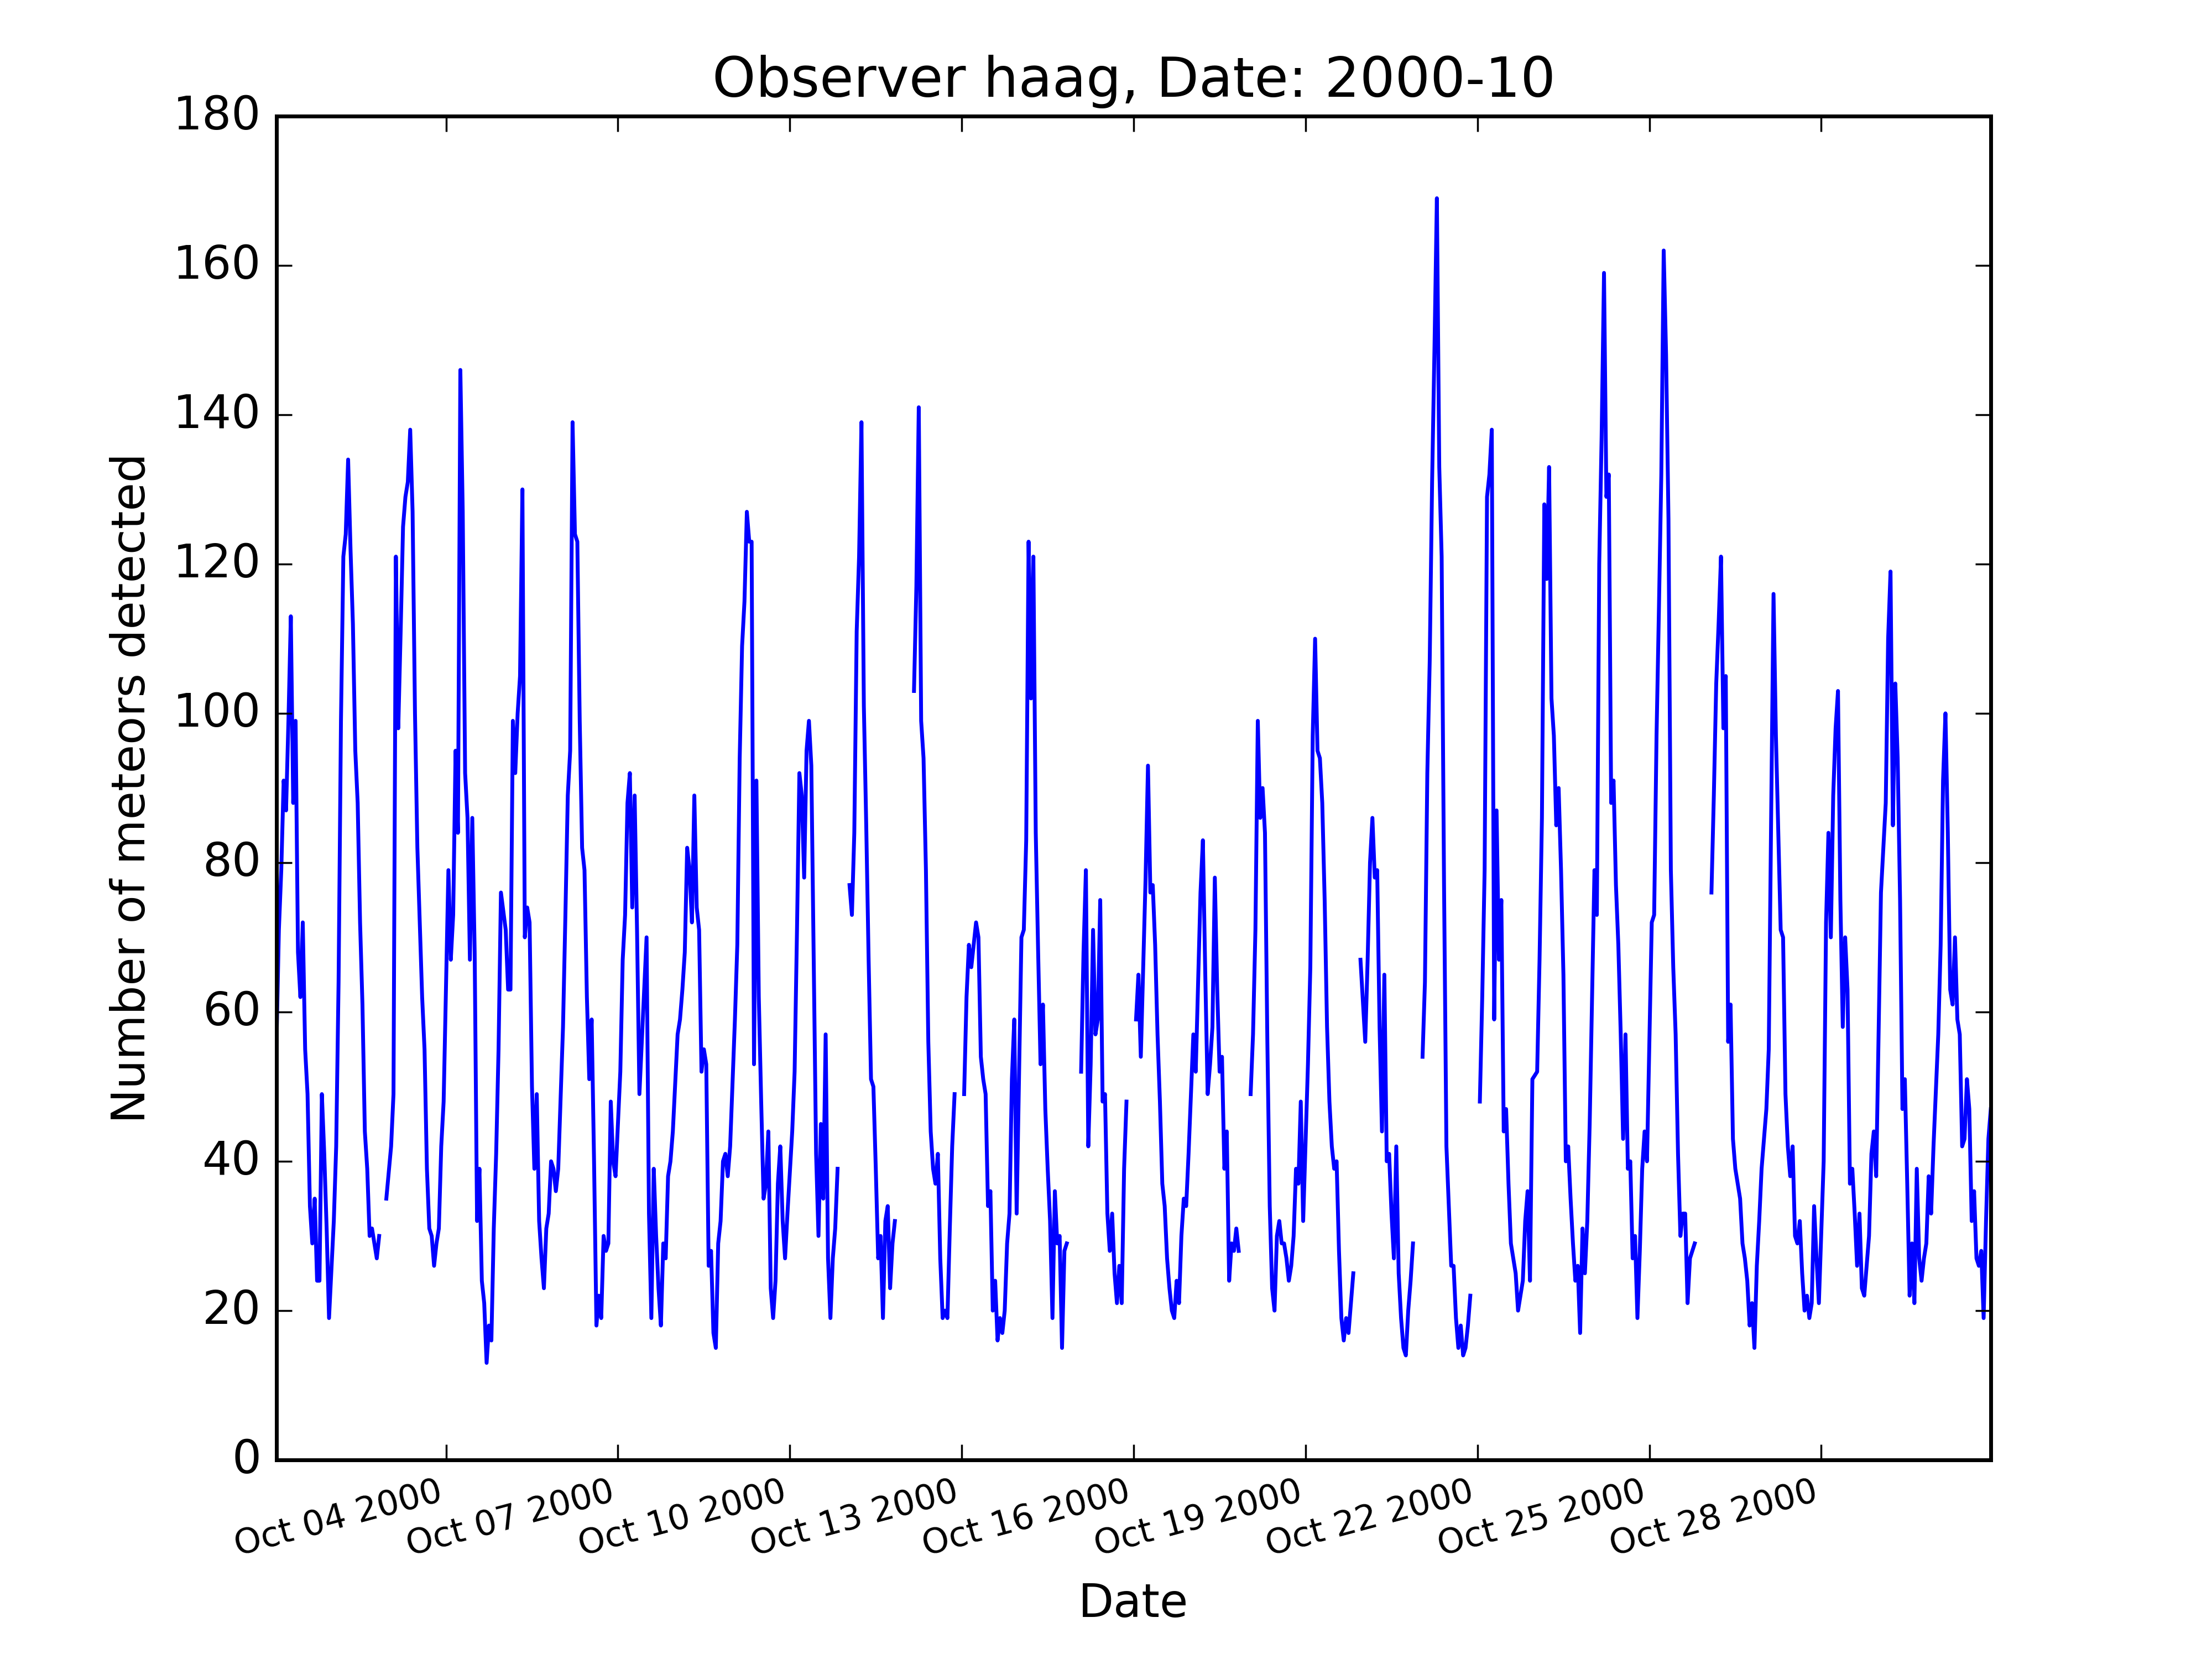 Observer haag, Date: 2000-10
180
160
140
120
100
80
60
40
20
0
Number of meteors detected
Oct 04 2000
Oct 07 2000
Oct 10 2000
Oct 13 2000
Oct 16 2000
Oct 19 2000
Oct 22 2000
Oct 25 2000
Oct 28 2000
Date